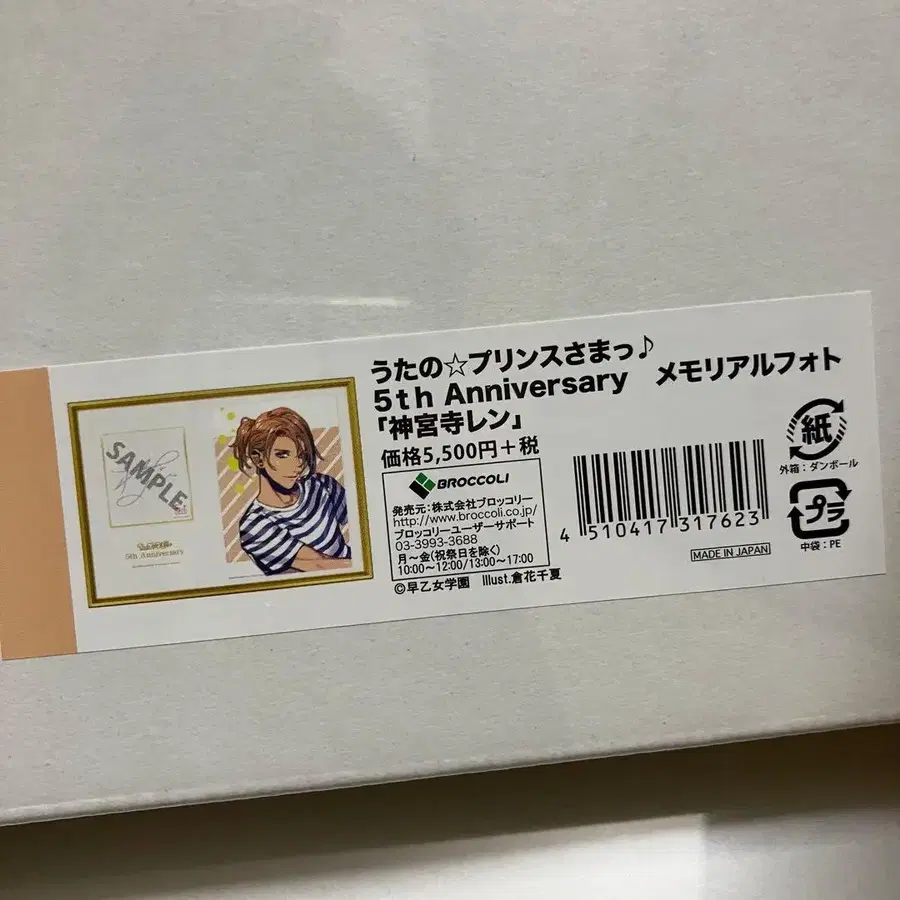 うたの☆プリンスさまっ♪
5th Anniversary メモリアルフォト
「神宮寺レン」
価格5,500円+税
BROCCOLI
発売元:株式会社ブロッコリー
http://www.broccoli.co.jp/
ブロッコリーユーザーサポート
03-3993-3688
月～金(祝祭日を除く)
10:00～12:00/13:00～17:00
©早乙女学園 Illust.倉花千夏
4 510417 317623
MADE IN JAPAN
紙
外箱:ダンボール
プラ
中袋:PE
SAMPLE
5th Anniversary